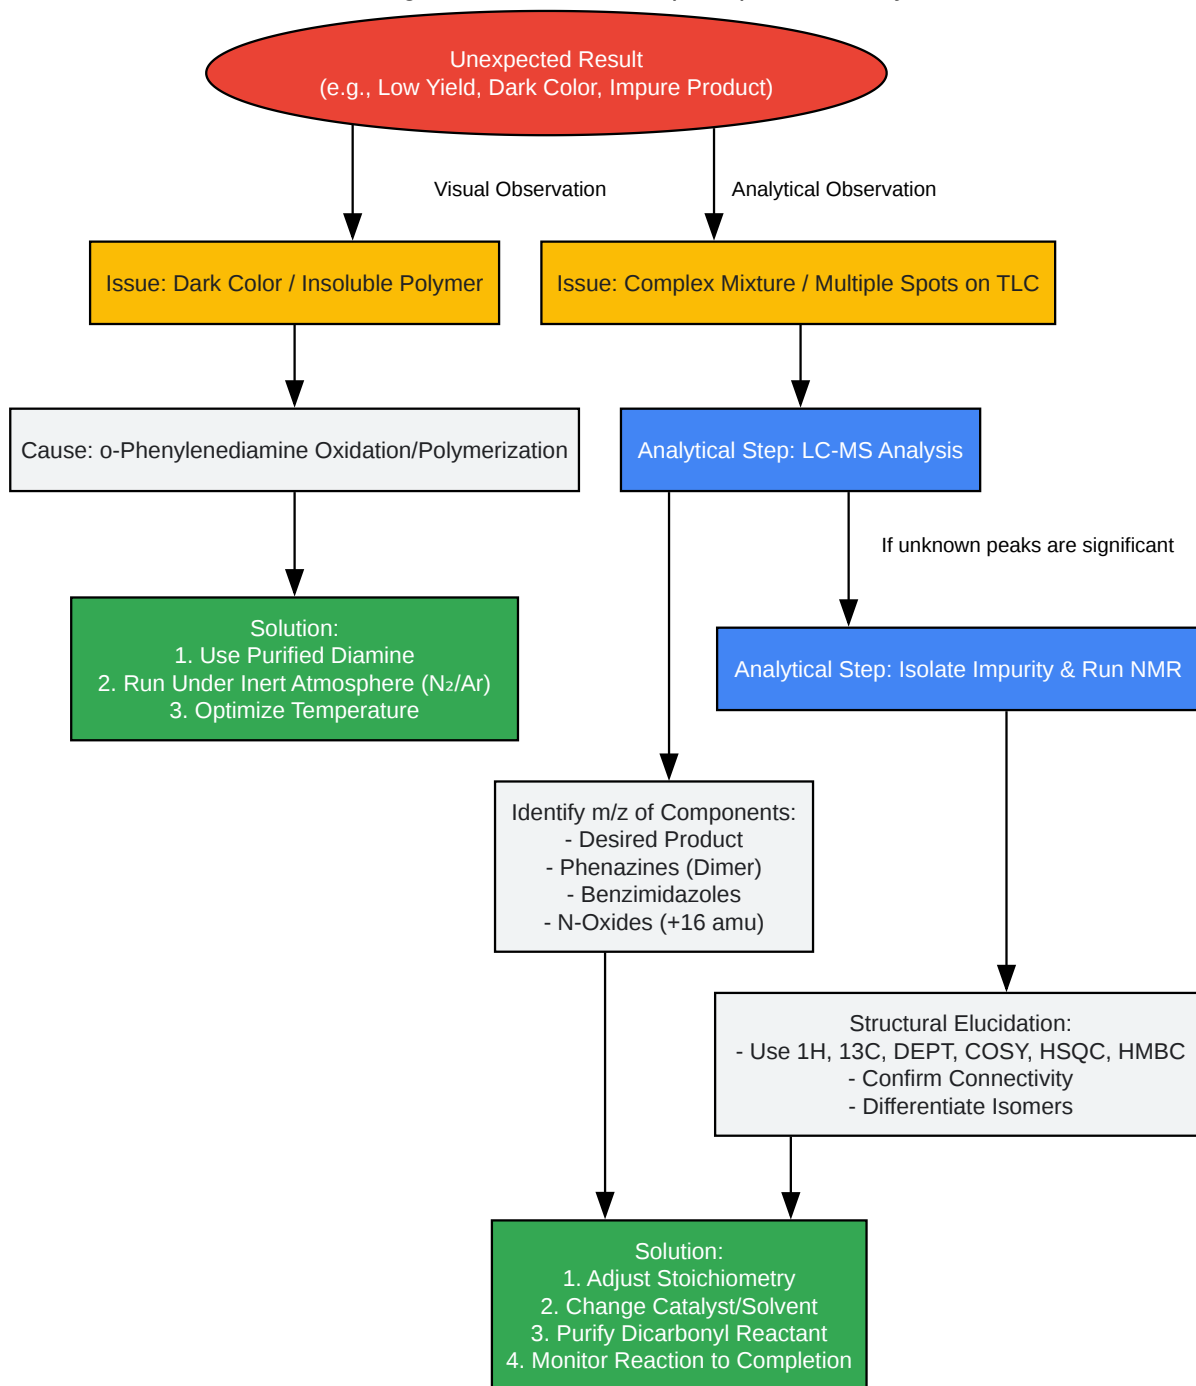 Unexpected Result
(e.g., Low Yield, Dark Color, Impure Product)
Visual Observation
Analytical Observation
Issue: Dark Color / Insoluble Polymer
Issue: Complex Mixture / Multiple Spots on TLC
Cause: o-Phenylenediamine Oxidation/Polymerization
Analytical Step: LC-MS Analysis
If unknown peaks are significant
Solution:
1. Use Purified Diamine
2. Run Under Inert Atmosphere (N₂/Ar)
3. Optimize Temperature
Analytical Step: Isolate Impurity & Run NMR
Identify m/z of Components:
- Desired Product
- Phenazines (Dimer)
- Benzimidazoles
- N-Oxides (+16 amu)
Structural Elucidation:
- Use 1H, 13C, DEPT, COSY, HSQC, HMBC
- Confirm Connectivity
- Differentiate Isomers
Solution:
1. Adjust Stoichiometry
2. Change Catalyst/Solvent
3. Purify Dicarbonyl Reactant
4. Monitor Reaction to Completion